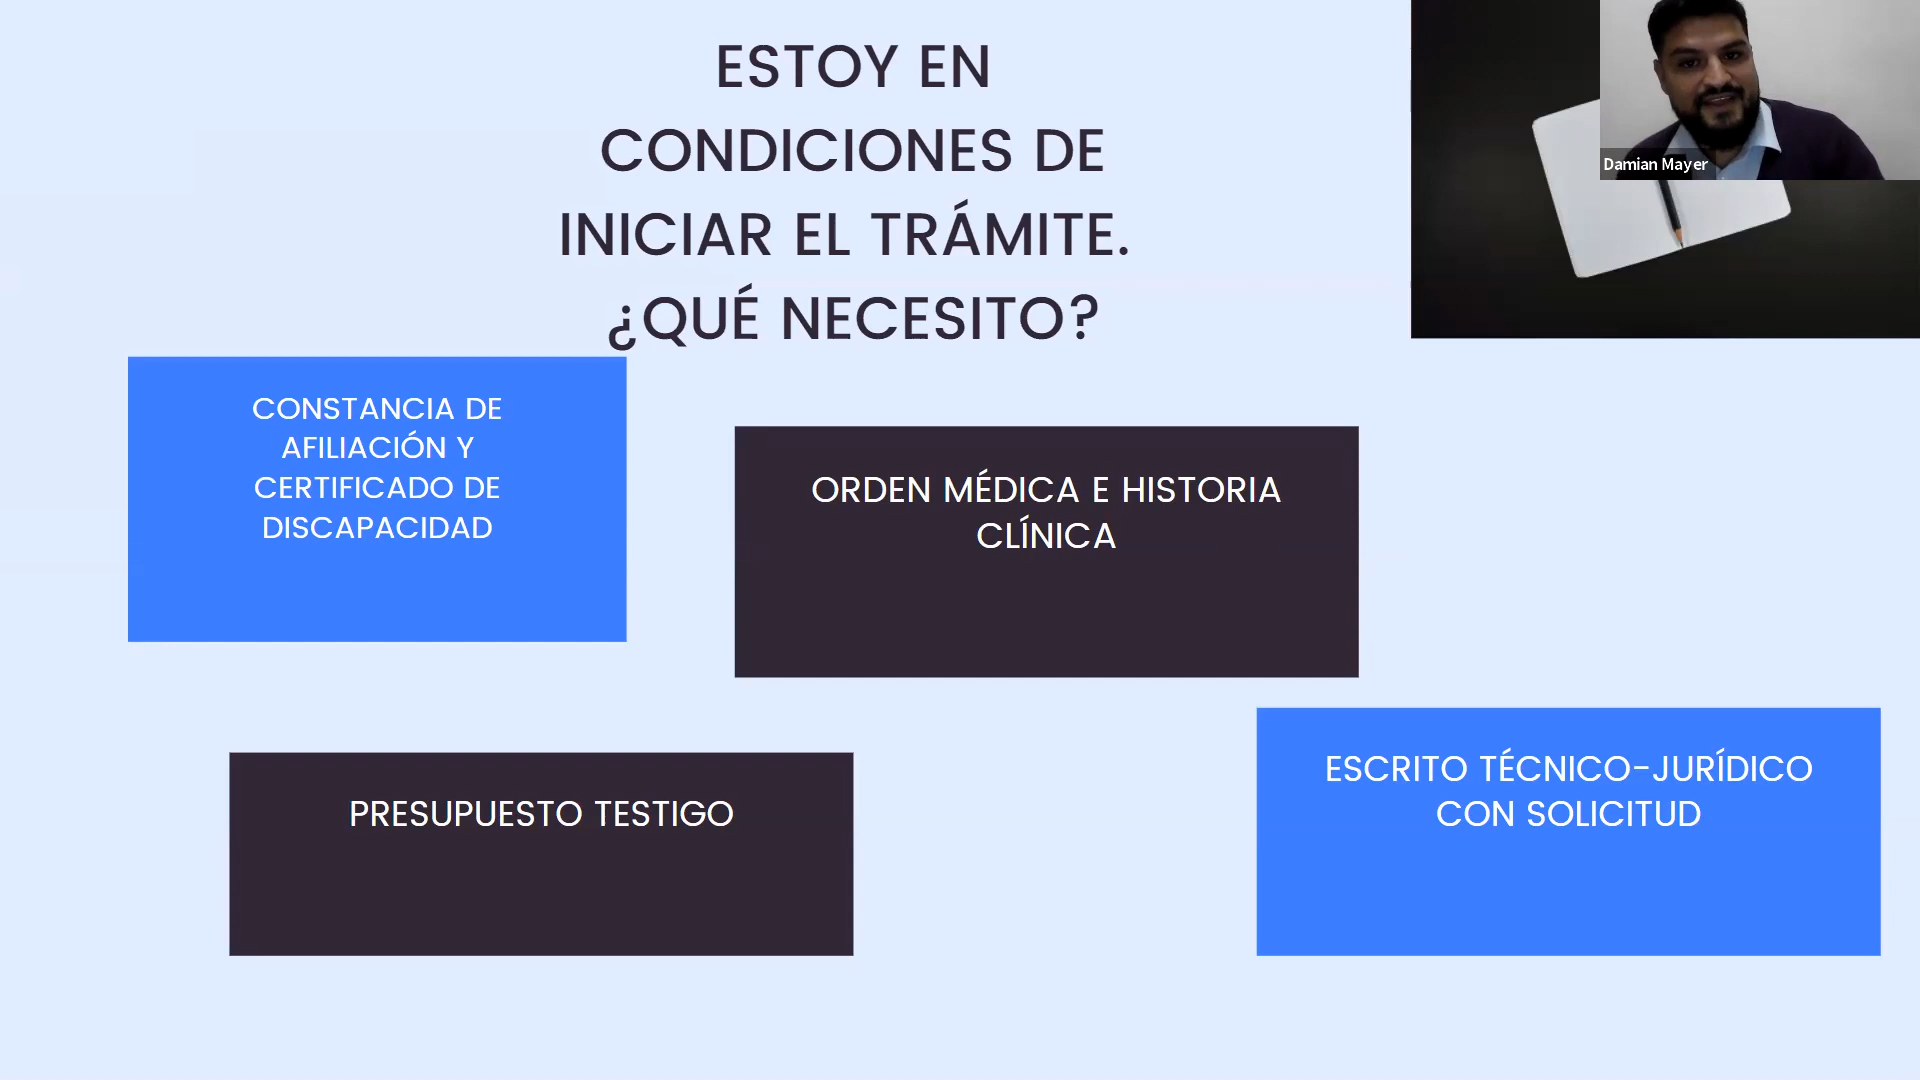 ESTOY EN
CONDICIONES DE
INICIAR EL TRÁMITE.
¿QUÉ NECESITO?
Damian Mayer
CONSTANCIA DE
AFILIACIÓN Y
CERTIFICADO DE
DISCAPACIDAD
ORDEN MÉDICA E HISTORIA
CLÍNICA
PRESUPUESTO TESTIGO
ESCRITO TÉCNICO-JURÍDICO
CON SOLICITUD